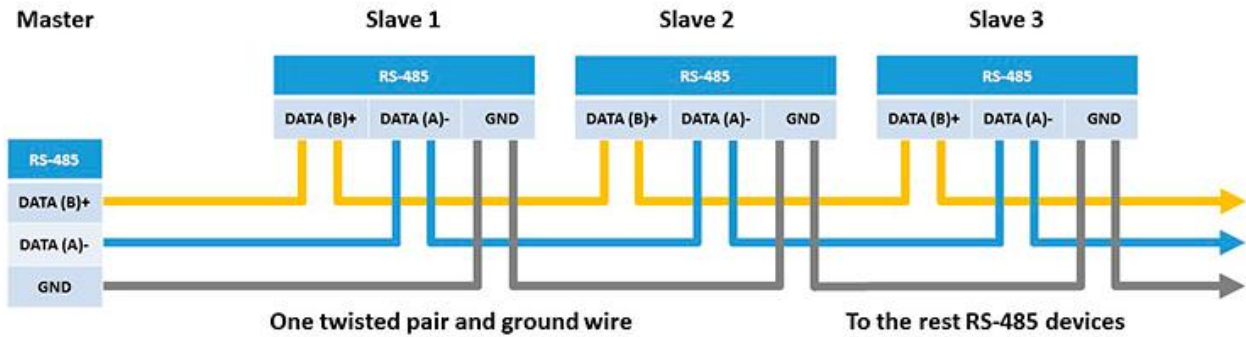 Master
Slave 1
Slave 2
Slave 3
RS-485
RS-485
RS-485
DATA (B)+ DATA (A)- GND
DATA (B)+ DATA (A)- GND
DATA (B)+ DATA (A)- GND
RS-485
DATA (B)+
DATA (A)-
GND
One twisted pair and ground wire
To the rest RS-485 devices